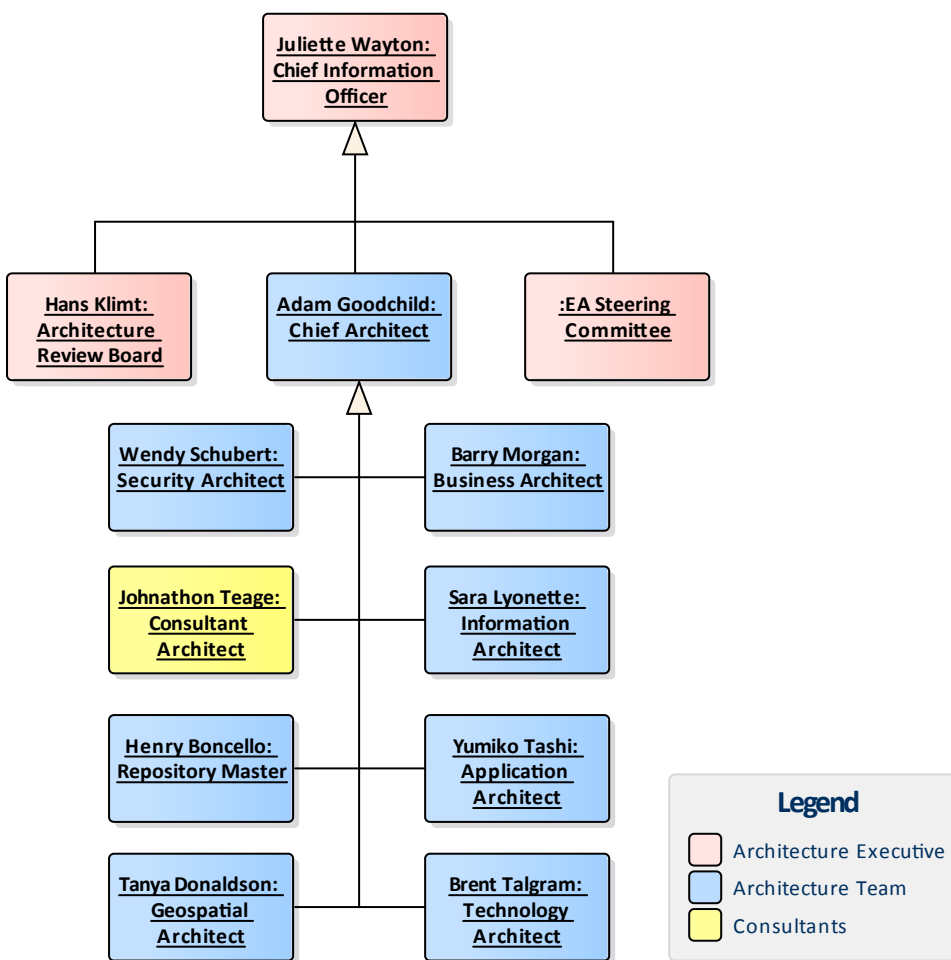 Juliette Wayton:
Chief Information
Officer
Hans Klimt:
Architecture
Review Board
Adam Goodchild:
Chief Architect
:EA Steering
Committee
Wendy Schubert:
Security Architect
Barry Morgan:
Business Architect
Johnathon Teage:
Consultant
Architect
Sara Lyonette:
Information
Architect
Henry Boncello:
Repository Master
Yumiko Tashi:
Application
Architect
Tanya Donaldson:
Geospatial
Architect
Brent Talgram:
Technology
Architect
Legend
Architecture Executive
Architecture Team
Consultants